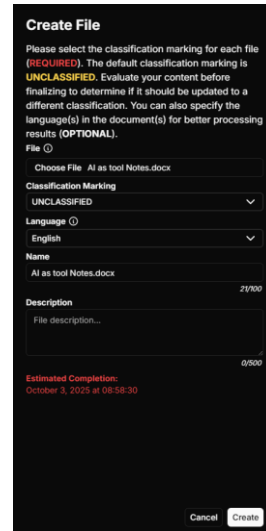 Create File
Please select the classification marking for each file
(REQUIRED). The default classification marking is
UNCLASSIFIED. Evaluate your content before
finalizing to determine if it should be updated to a
different classification. You can also specify the
language(s) in the document(s) for better processing
results (OPTIONAL).
File
Choose File AI as tool Notes.docx
Classification Marking
UNCLASSIFIED
Language
English
Name
AI as tool Notes.docx
21/100
Description
File description...
0/500
Estimated Completion:
October 3, 2025 at 08:58:30
Cancel Create